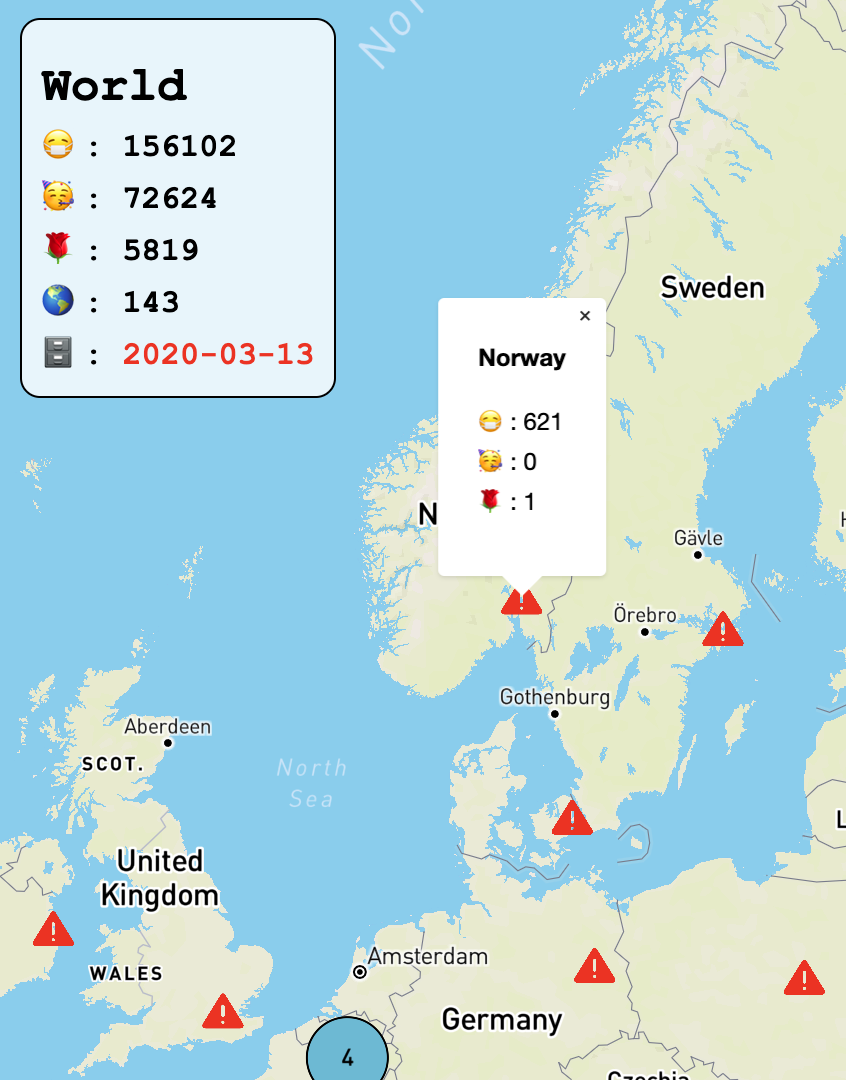 World
😷 : 156102
🥳 : 72624
🌹 : 5819
🌎 : 143
🗄️ : 2020-03-13
Nor
Sweden
×
Norway
😷 : 621
🥳 : 0
🌹 : 1
N
Gävle
H
Örebro
Gothenburg
Aberdeen
SCOT.
North
Sea
L
United
Kingdom
WALES
Amsterdam
Germany
4
Czechia